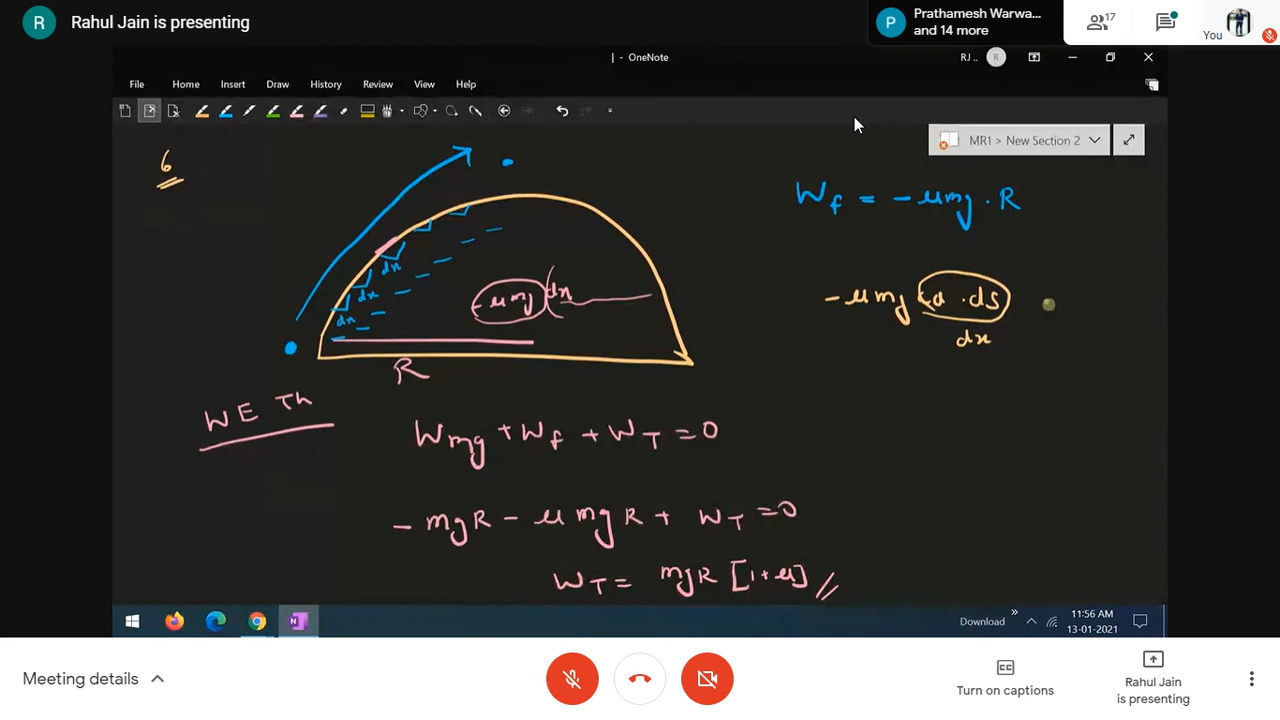 R Rahul Jain is presenting
P Prathamesh Warwa...
and 14 more
17
You
| - OneNote
RJ ..
R
File Home Insert Draw History Review View Help
MR1 > New Section 2
6
Wf = -μmg . R
dx
dx
dx
-μmg (dx
-μmg ds
dx
R
WE Th
Wmg + Wf + WT = 0
- mgR - μmgR + WT = 0
WT = mgR [1+μ] //
Download
11:56 AM
13-01-2021
Meeting details
CC
Turn on captions
Rahul Jain
is presenting